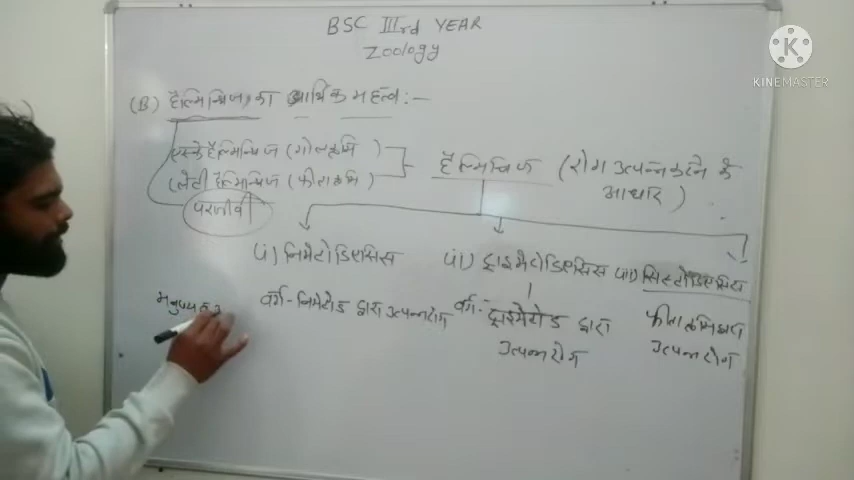 BSC IIIrd YEAR
Zoology
(B) हैल्मिन्थिज का आर्थिक महत्व :-
एस्केहैल्मिन्थिज (गोलकृमि)
(प्लेटीहैल्मिन्थिज (फीताकृमि)
परजीवी
हैल्मिंथिज (रोग उत्पन्न करने के
आधार)
(i) निमेटोडिएसिस
(ii) ट्राइमेटोडिएसिस
(iii) सिस्टोडिएसिस
वर्ग - निमेटोड द्वारा उत्पन्न रोग
वर्ग - ट्राइमेटोड द्वारा
उत्पन्न रोग
फीताकृमि द्वारा
उत्पन्न रोग
मनुष्य
K
KINEMASTER